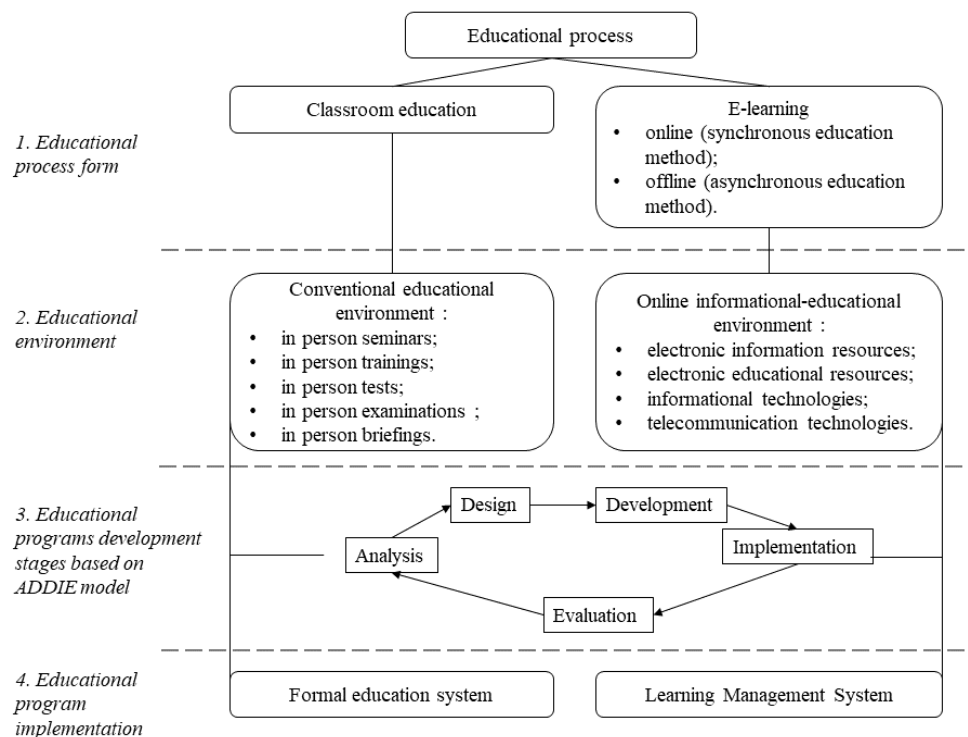 Educational process
1. Educational
process form
Classroom education
E-learning
• online (synchronous education
method);
• offline (asynchronous education
method).
2. Educational
environment
Conventional educational
environment :
• in person seminars;
• in person trainings;
• in person tests;
• in person examinations ;
• in person briefings.
Online informational-educational
environment :
• electronic information resources;
• electronic educational resources;
• informational technologies;
• telecommunication technologies.
3. Educational
programs development
stages based on
ADDIE model
Analysis
Design
Development
Implementation
Evaluation
4. Educational
program
implementation
Formal education system
Learning Management System